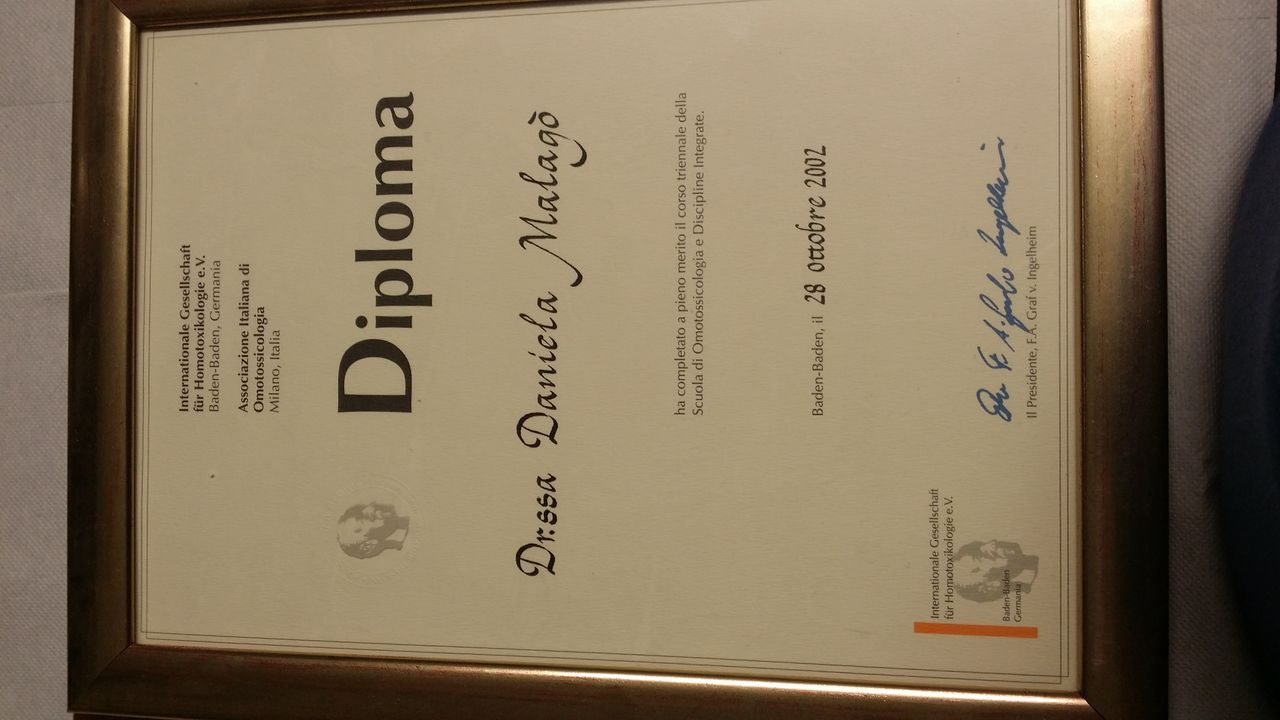 Internationale Gesellschaft
für Homotoxikologie e.V.
Baden-Baden, Germania
Associazione Italiana di
Omotossicologia
Milano, Italia
Diploma
Dr.ssa Daniela Malagò
ha completato a pieno merito il corso triennale della
Scuola di Omotossicologia e Discipline Integrate.
Baden-Baden, il 28 ottobre 2002
Il Presidente, F.A. Graf v. Ingelheim
Internationale Gesellschaft
für Homotoxikologie e.V.
Baden-Baden
Germania